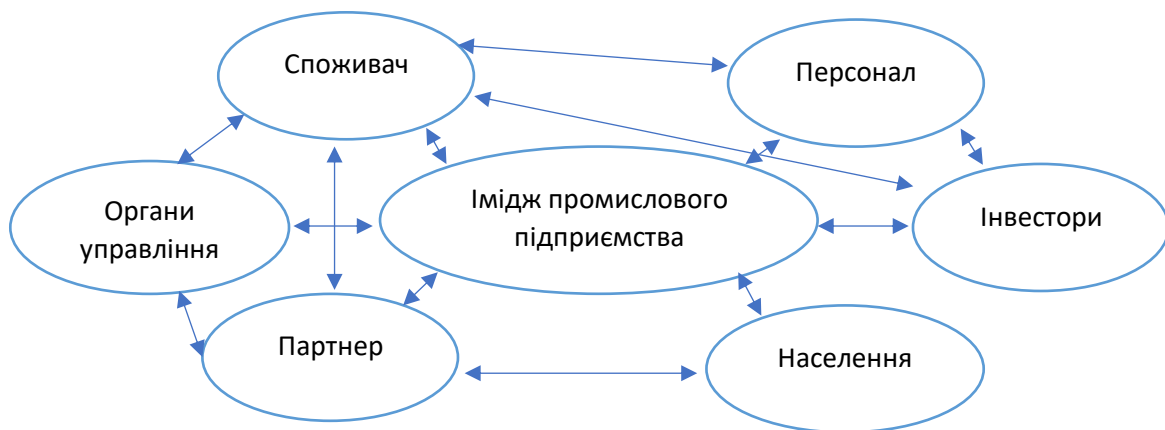 Споживач
Персонал
Імідж промислового
підприємства
Органи
управління
Інвестори
Партнер
Населення